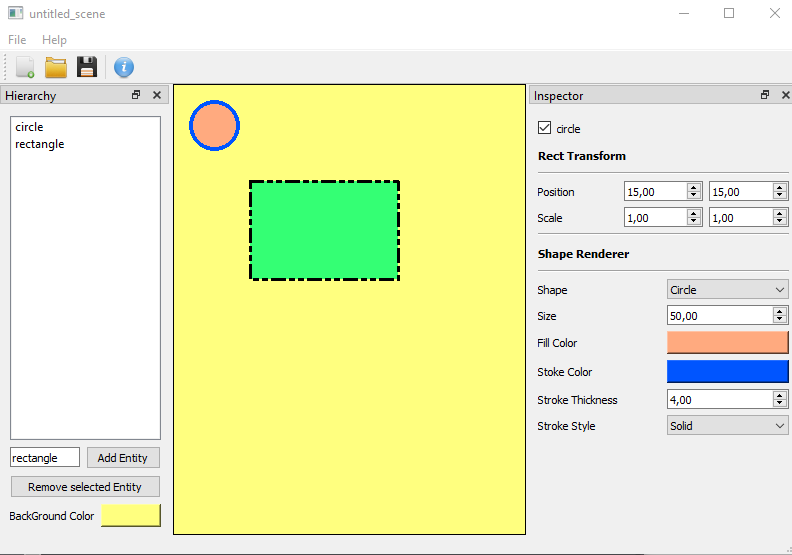 untitled_scene
File Help
Hierarchy
Inspector
circle
rectangle
circle
Rect Transform
Position 15,00 15,00
Scale 1,00 1,00
Shape Renderer
Shape Circle
Size 50,00
Fill Color
Stoke Color
Stroke Thickness 4,00
Stroke Style Solid
rectangle Add Entity
Remove selected Entity
BackGround Color